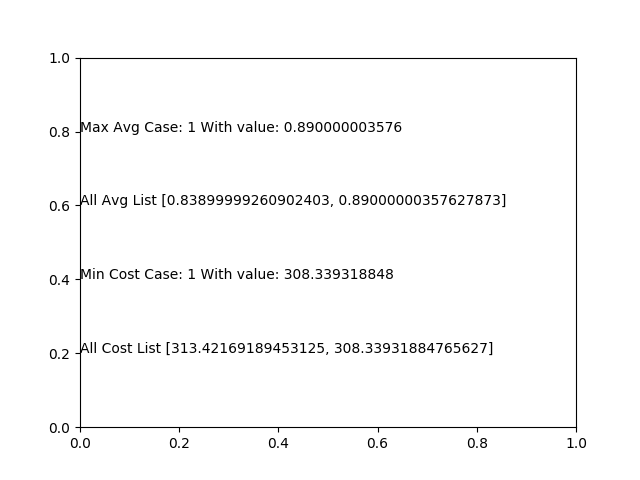 1.0
Max Avg Case: 1 With value: 0.890000003576
0.8
All Avg List [0.83899999260902403, 0.89000000357627873]
0.6
Min Cost Case: 1 With value: 308.339318848
0.4
All Cost List [313.42169189453125, 308.33931884765627]
0.2
0.0
0.0 0.2 0.4 0.6 0.8 1.0